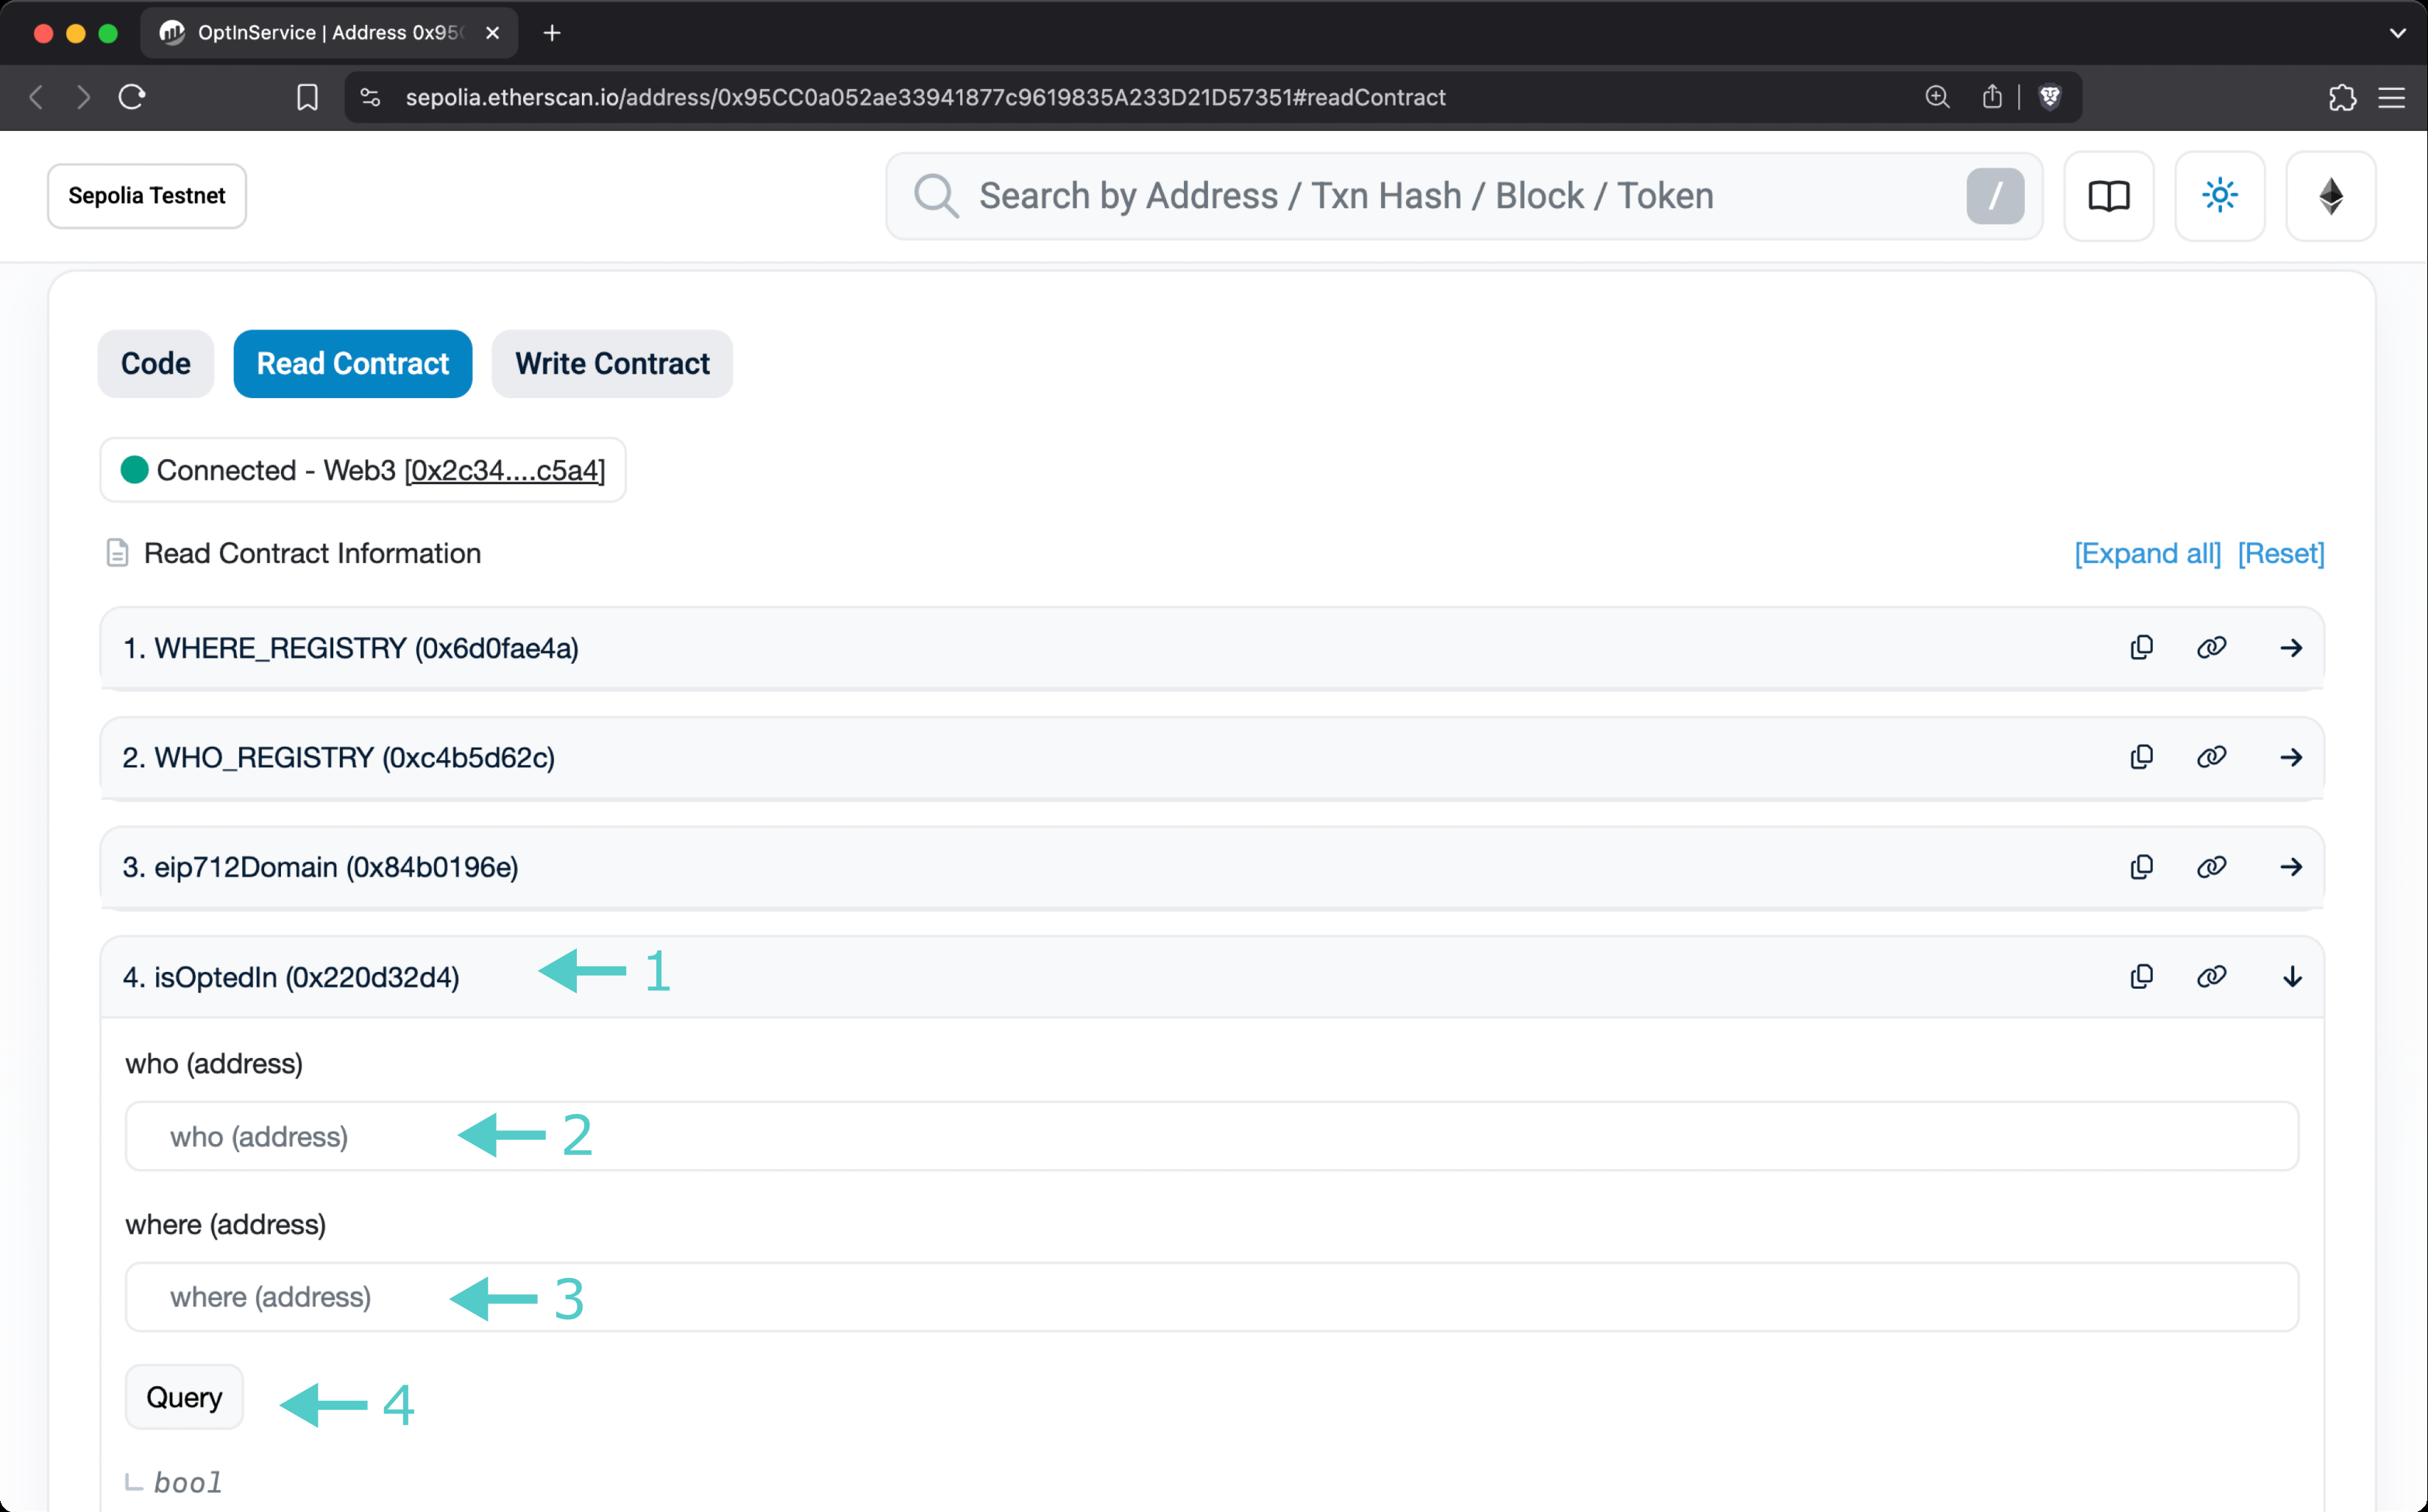 OptInService | Address 0x950
sepolia.etherscan.io/address/0x95CC0a052ae33941877c9619835A233D21D57351#readContract
Sepolia Testnet
Search by Address / Txn Hash / Block / Token
/
Code
Read Contract
Write Contract
Connected - Web3 [0x2c34....c5a4]
Read Contract Information
[Expand all] [Reset]
1. WHERE_REGISTRY (0x6d0fae4a)
2. WHO_REGISTRY (0xc4b5d62c)
3. eip712Domain (0x84b0196e)
4. isOptedIn (0x220d32d4)
1
who (address)
who (address)
2
where (address)
where (address)
3
Query
4
bool